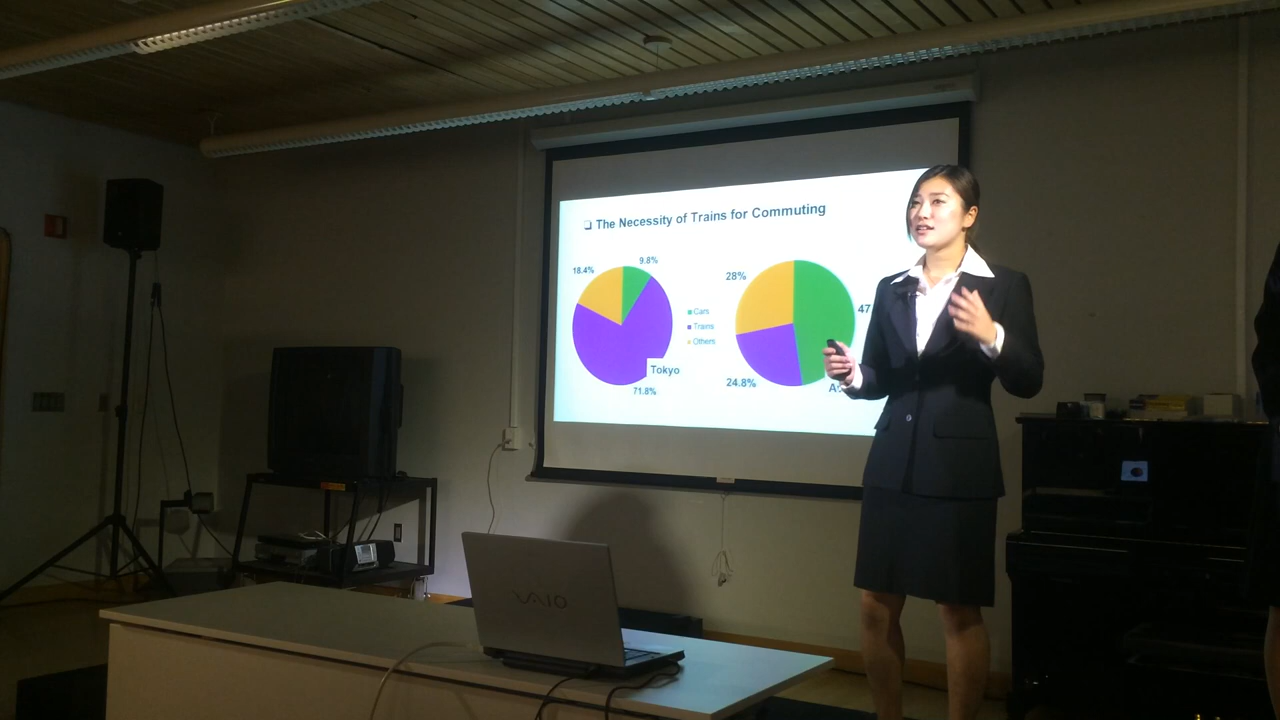 ❑ The Necessity of Trains for Commuting
18.4%
9.8%
Cars
Trains
Others
Tokyo
71.8%
28%
47
24.8%
VAIO